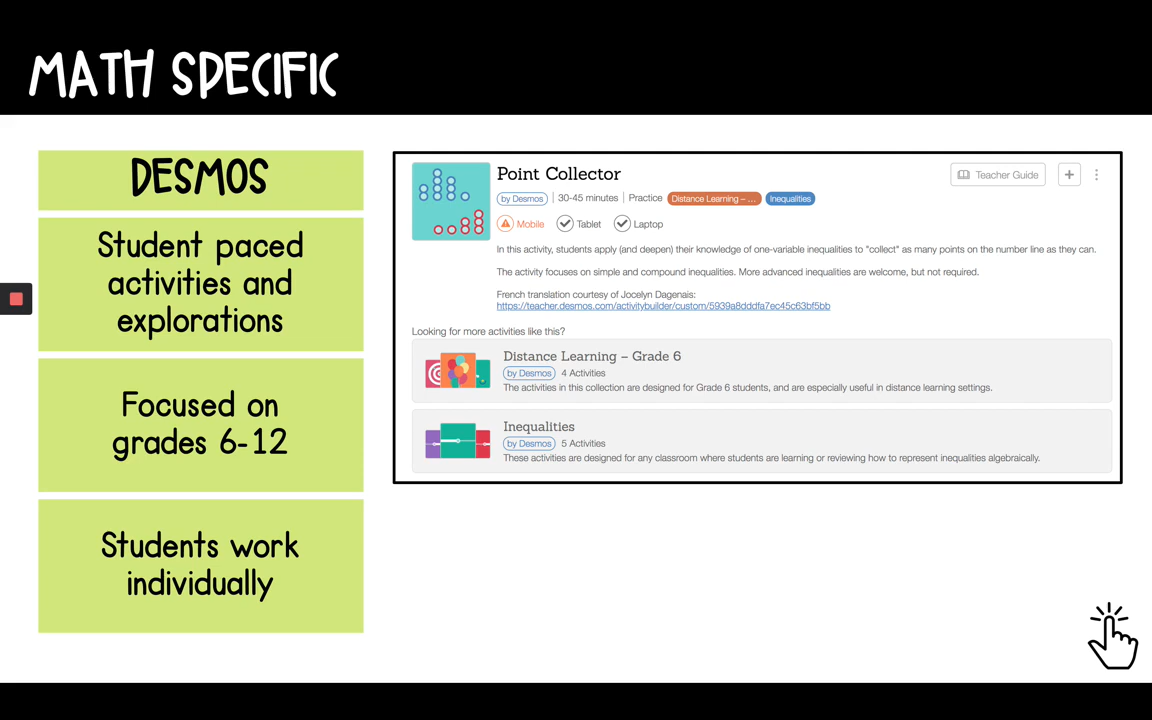 MATH SPECIFIC
DESMOS
Student paced
activities and
explorations
Focused on
grades 6-12
Students work
individually
Point Collector
Teacher Guide
+
by Desmos 30-45 minutes Practice Distance Learning – ... Inequalities
Mobile Tablet Laptop
In this activity, students apply (and deepen) their knowledge of one-variable inequalities to "collect" as many points on the number line as they can.
The activity focuses on simple and compound inequalities. More advanced inequalities are welcome, but not required.
French translation courtesy of Jocelyn Dagenais:
https://teacher.desmos.com/activitybuilder/custom/5939a8dddfa7ec45c63bf5bb
Looking for more activities like this?
Distance Learning – Grade 6
by Desmos 4 Activities
The activities in this collection are designed for Grade 6 students, and are especially useful in distance learning settings.
Inequalities
by Desmos 5 Activities
These activities are designed for any classroom where students are learning or reviewing how to represent inequalities algebraically.